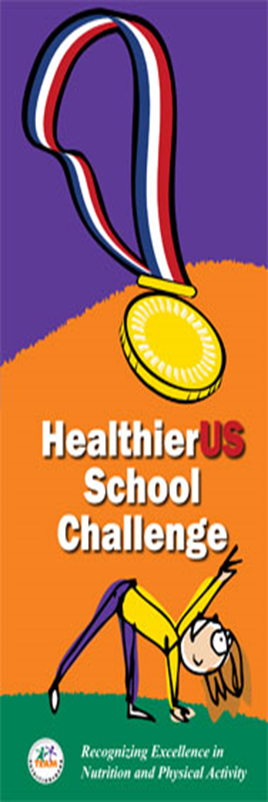 HealthierUS
School
Challenge
TEAM
Recognizing Excellence in
Nutrition and Physical Activity